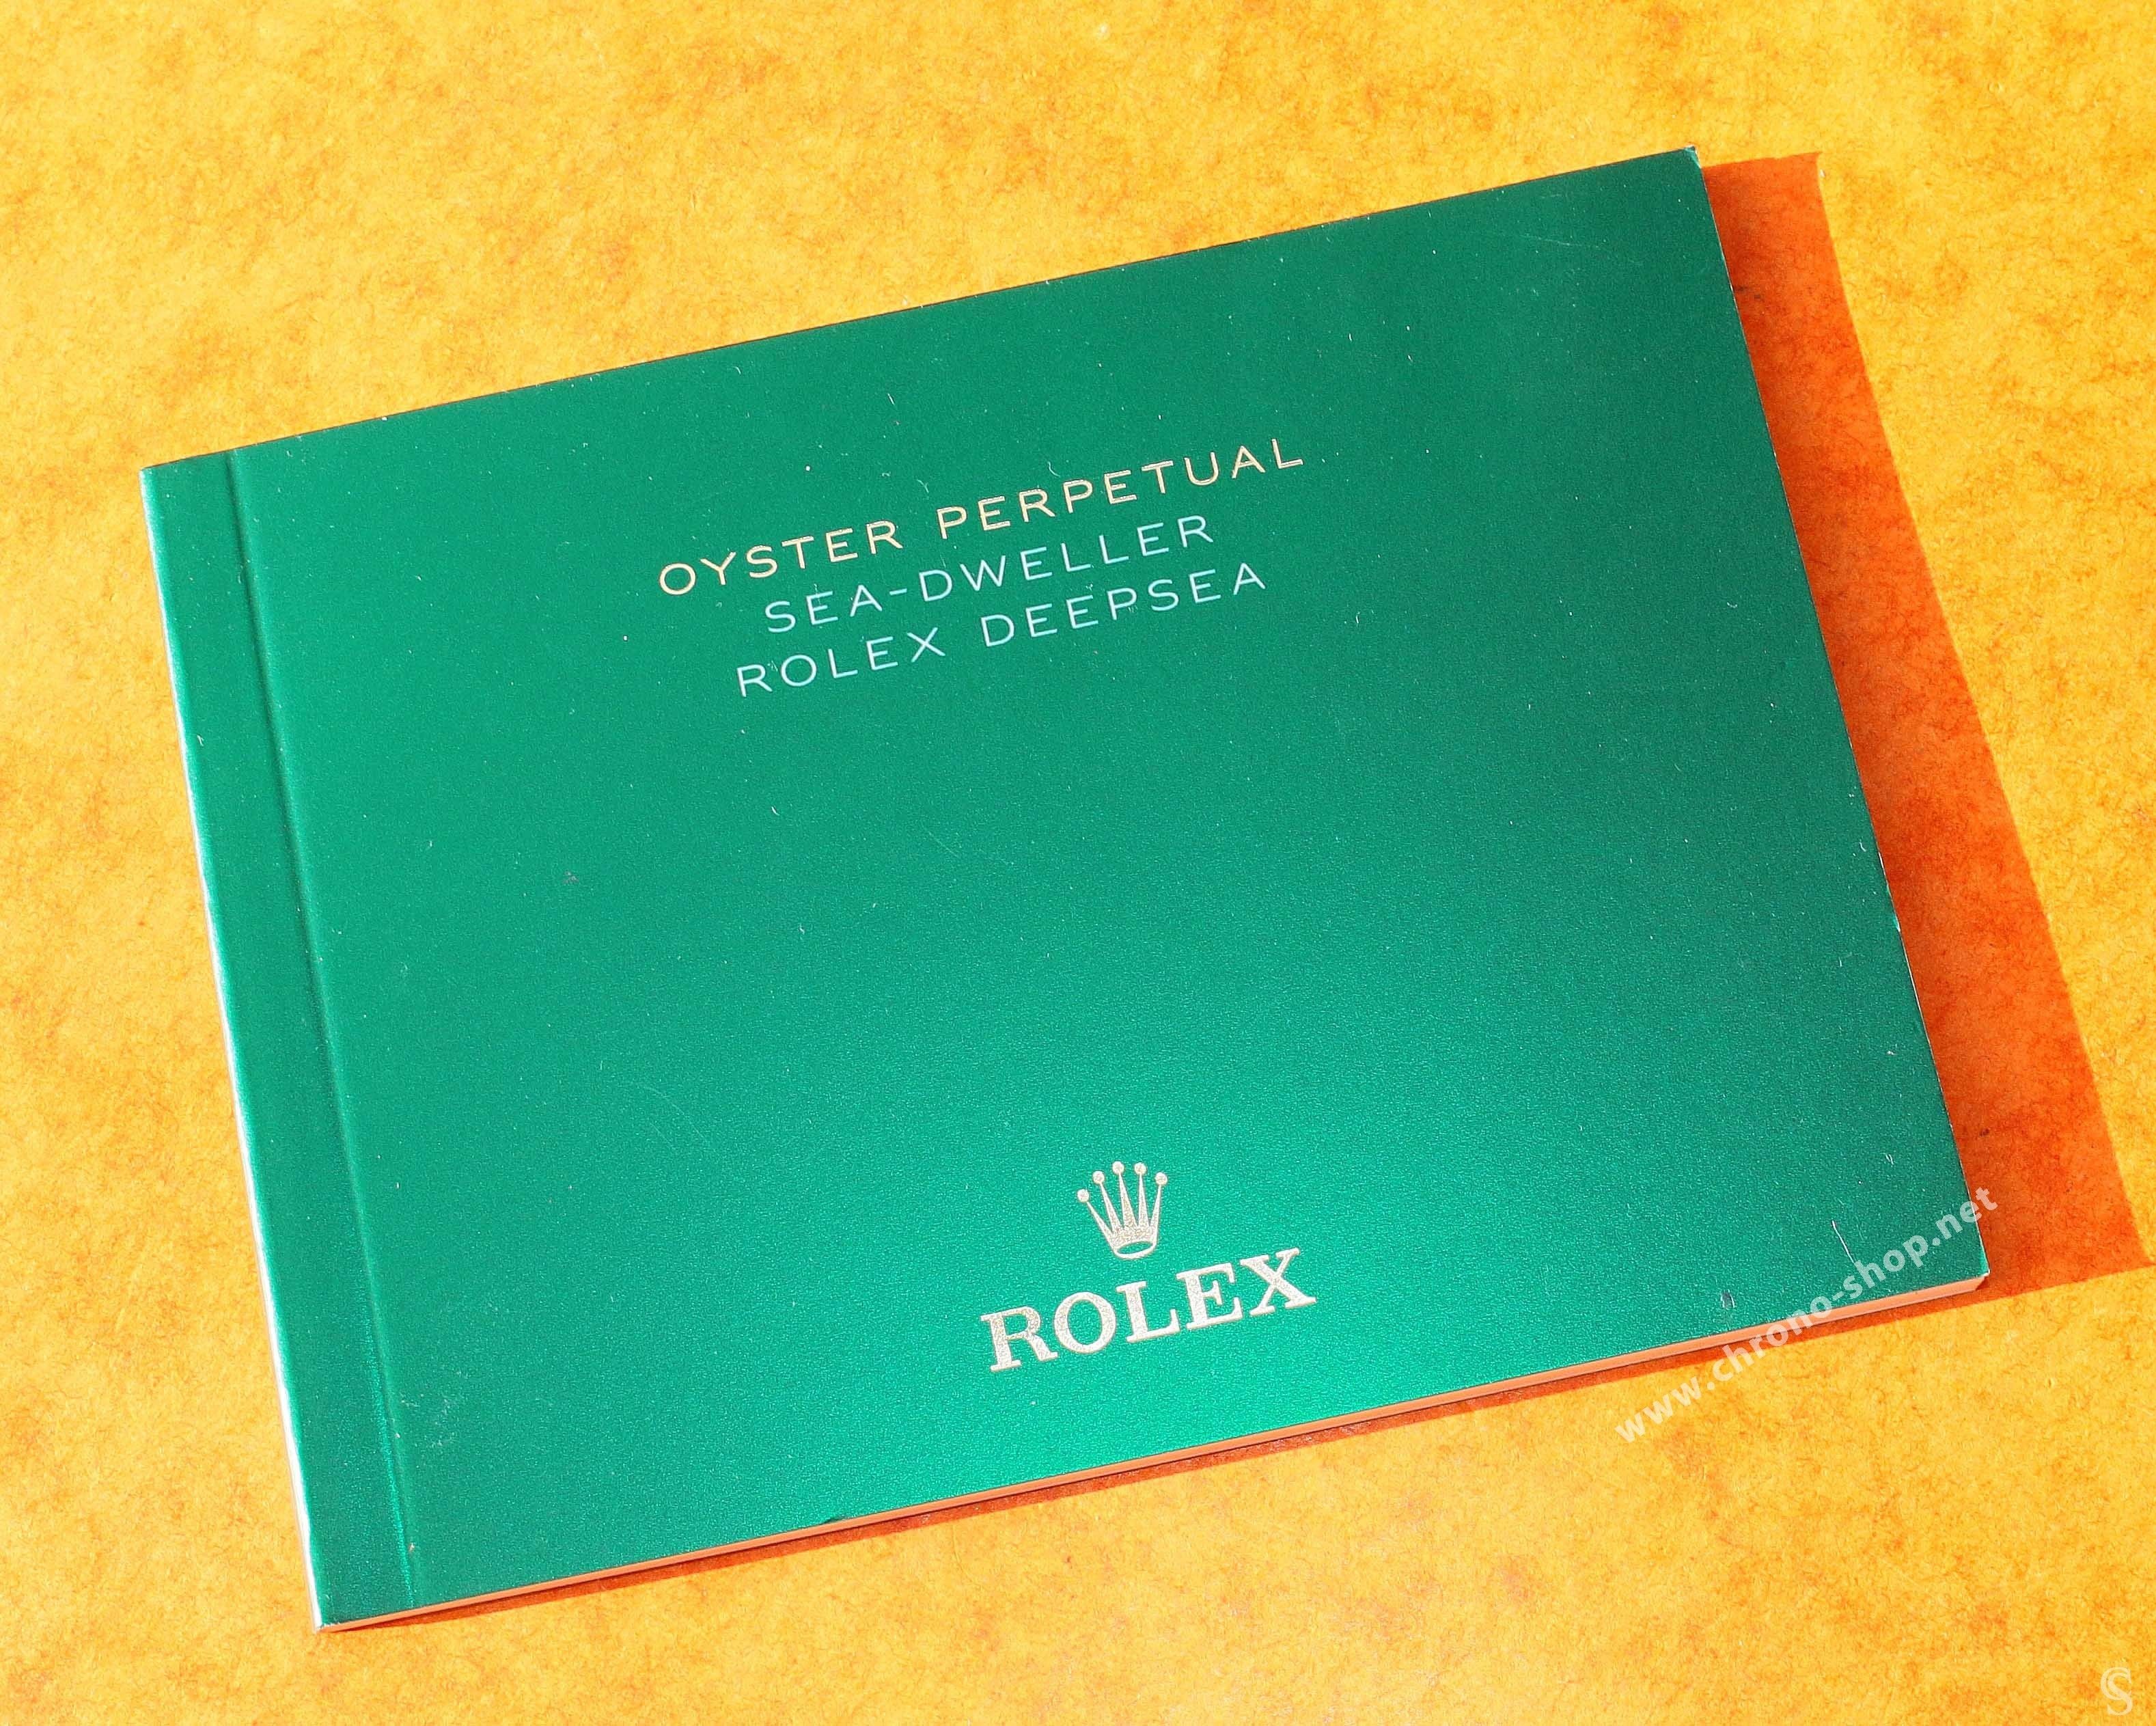 OYSTER PERPETUAL
SEA-DWELLER
ROLEX DEEPSEA
ROLEX
www.chrono-shop.net